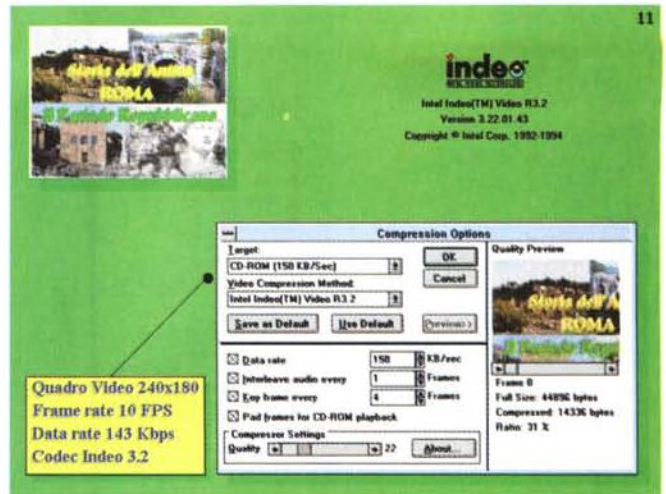 11
Storia dell'Antica
ROMA
Il Periodo Repubblicano
indeo
Intel Indeo(TM) Video R3.2
Version 3.22.01.43
Copyright © Intel Corp. 1992-1994
Compression Options
Target:
CD-ROM (150 KB/Sec)
Video Compression Method:
Intel Indeo(TM) Video R3.2
Save as Default
Use Default
OK
Cancel
Preview>>
Data rate 150 KB/sec
Interleave audio every 1 Frames
Key frame every 4 Frames
Pad frames for CD-ROM playback
Compressor Settings
Quality 22 About...
Quality Preview
Storia dell'A
ROMA
Frame 0
Full Size: 44896 bytes
Compressed: 14336 bytes
Ratio: 31 %
Quadro Video 240x180
Frame rate 10 FPS
Data rate 143 Kbps
Codec Indeo 3.2